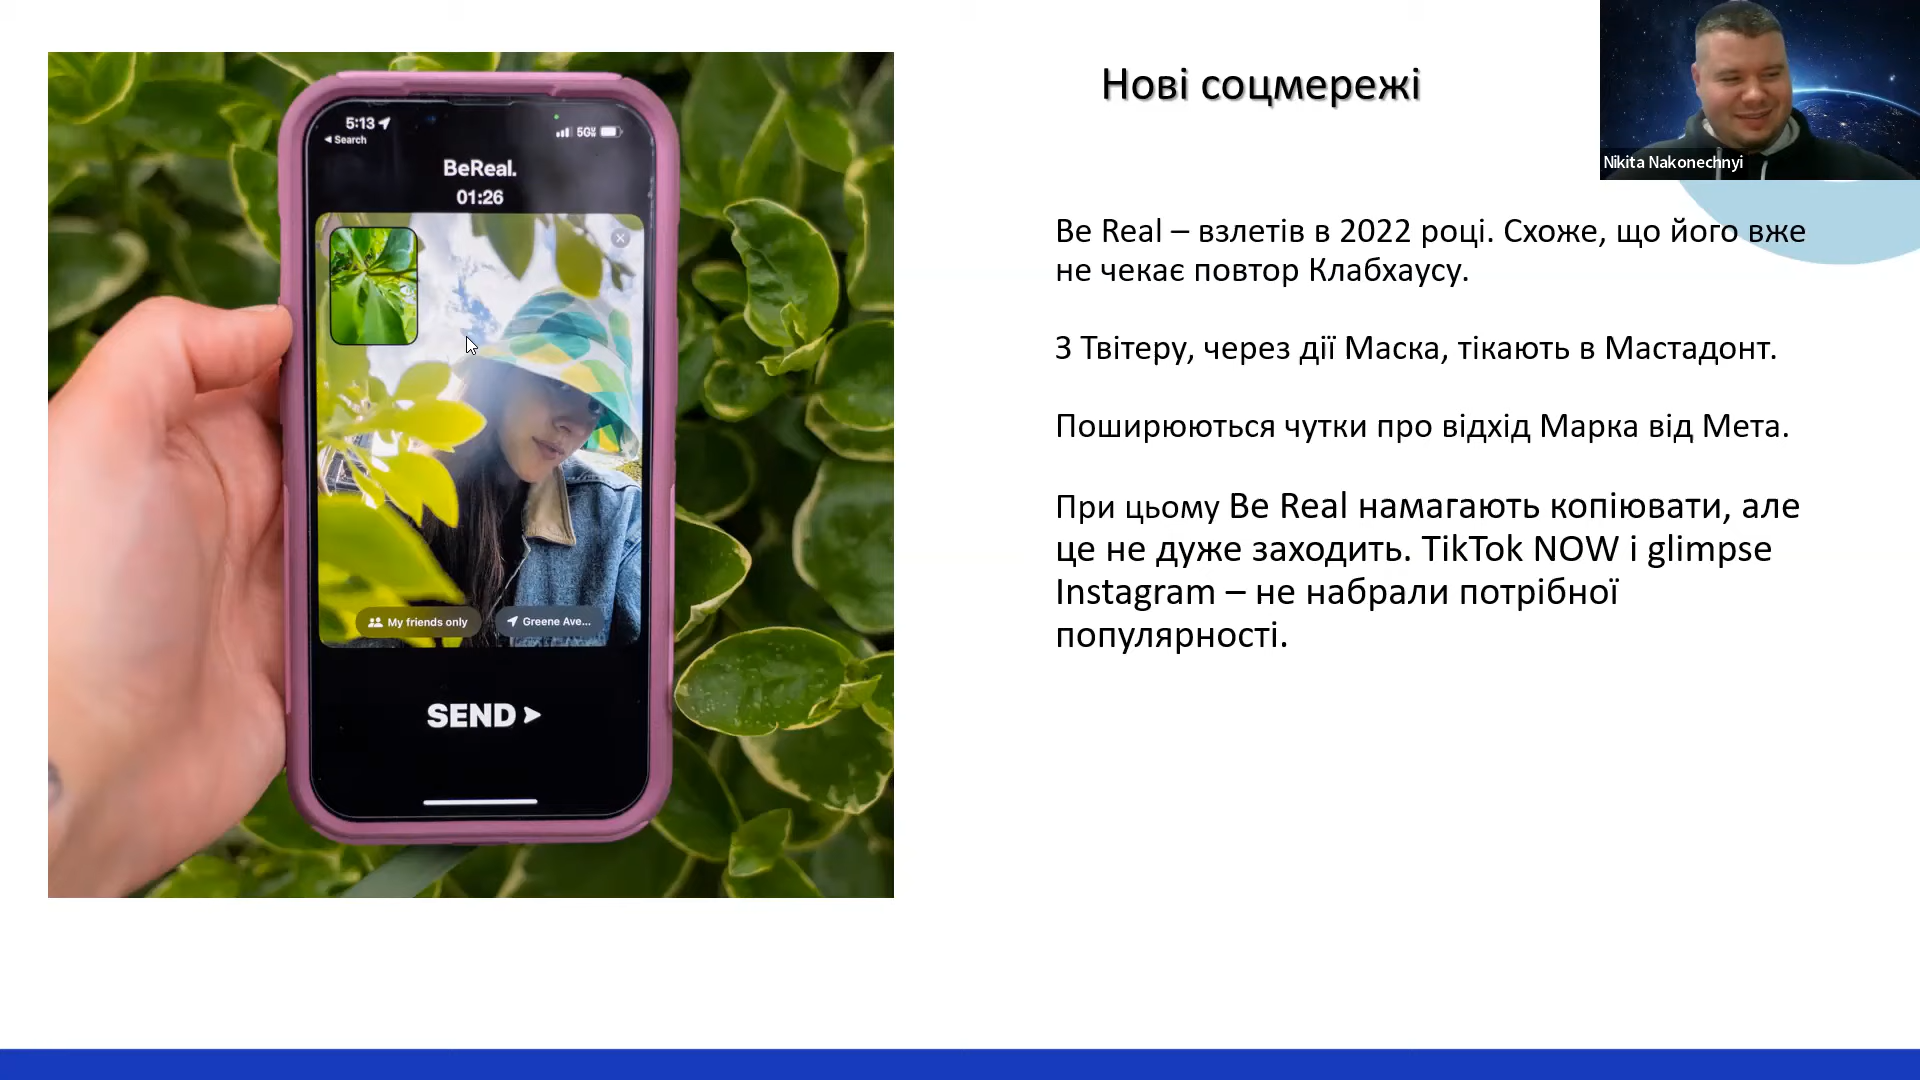 Нові соцмережі
Nikita Nakonechnyi
Be Real – взлетів в 2022 році. Схоже, що його вже
не чекає повтор Клабхаусу.
З Твітеру, через дії Маска, тікають в Мастадонт.
Поширюються чутки про відхід Марка від Мета.
При цьому Be Real намагають копіювати, але
це не дуже заходить. TikTok NOW і glimpse
Instagram – не набрали потрібної
популярності.
5:13
Search
BeReal.
01:26
My friends only
Greene Ave...
SEND